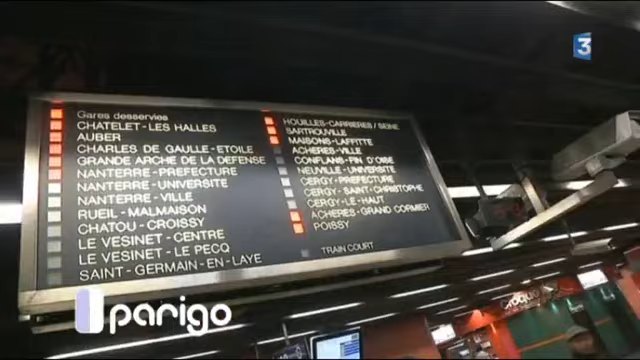 3
Gares desservies
CHATELET-LES HALLES
AUBER
CHARLES DE GAULLE-ETOILE
GRANDE ARCHE DE LA DEFENSE
NANTERRE-PREFECTURE
NANTERRE-UNIVERSITE
NANTERRE-VILLE
RUEIL-MALMAISON
CHATOU-CROISSY
LE VESINET-CENTRE
LE VESINET-LE PECQ
SAINT-GERMAIN-EN-LAYE
HOUILLES-CARRIERES / SEINE
SARTROUVILLE
MAISONS-LAFFITTE
ACHERES-VILLE
CONFLANS-FIN D'OISE
NEUVILLE-UNIVERSITE
CERGY-PREFECTURE
CERGY-SAINT-CHRISTOPHE
CERGY-LE HAUT
ACHERES-GRAND CORMIER
POISSY
TRAIN COURT
parigo